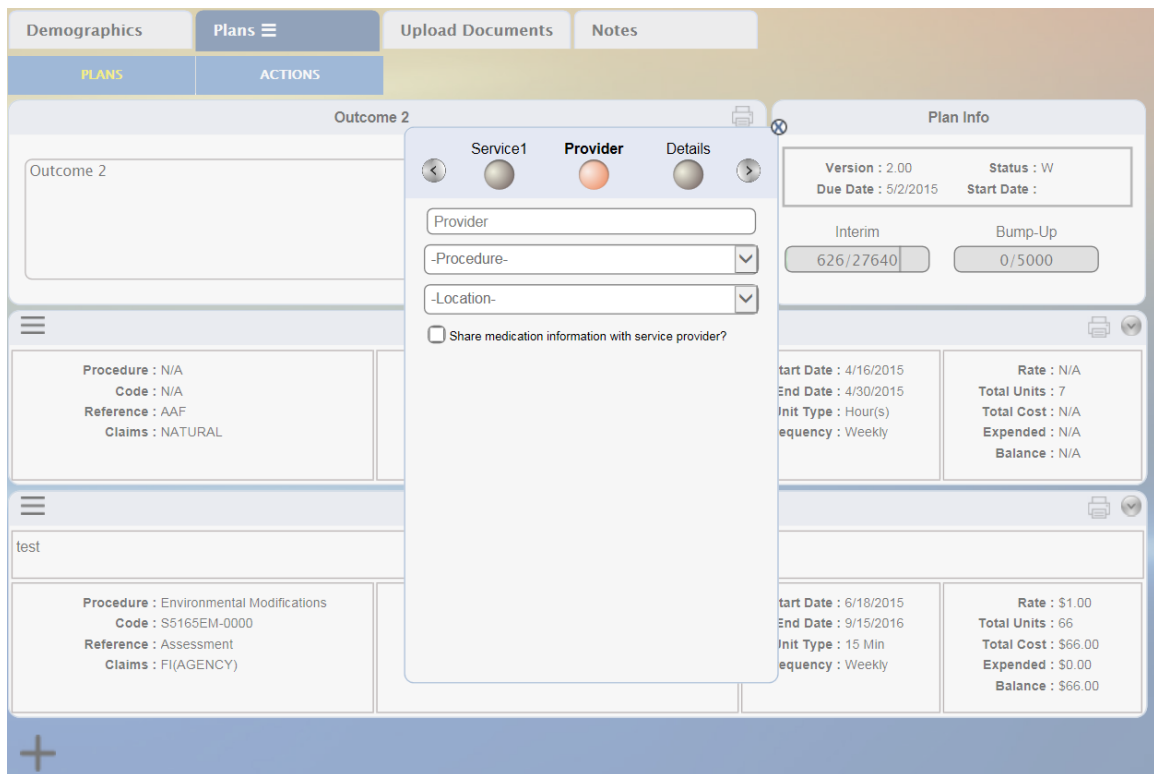 Demographics
Plans
Upload Documents
Notes
PLANS
ACTIONS
Outcome 2
Outcome 2
Service1
Provider
Details
Provider
-Procedure-
-Location-
Share medication information with service provider?
Plan Info
Version : 2.00
Status : W
Due Date : 5/2/2015
Start Date :
Interim
Bump-Up
626/27640
0/5000
Procedure : N/A
Code : N/A
Reference : AAF
Claims : NATURAL
tart Date : 4/16/2015
End Date : 4/30/2015
Unit Type : Hour(s)
equency : Weekly
Rate : N/A
Total Units : 7
Total Cost : N/A
Expended : N/A
Balance : N/A
test
Procedure : Environmental Modifications
Code : S5165EM-0000
Reference : Assessment
Claims : FI(AGENCY)
tart Date : 6/18/2015
End Date : 9/15/2016
Unit Type : 15 Min
equency : Weekly
Rate : $1.00
Total Units : 66
Total Cost : $66.00
Expended : $0.00
Balance : $66.00